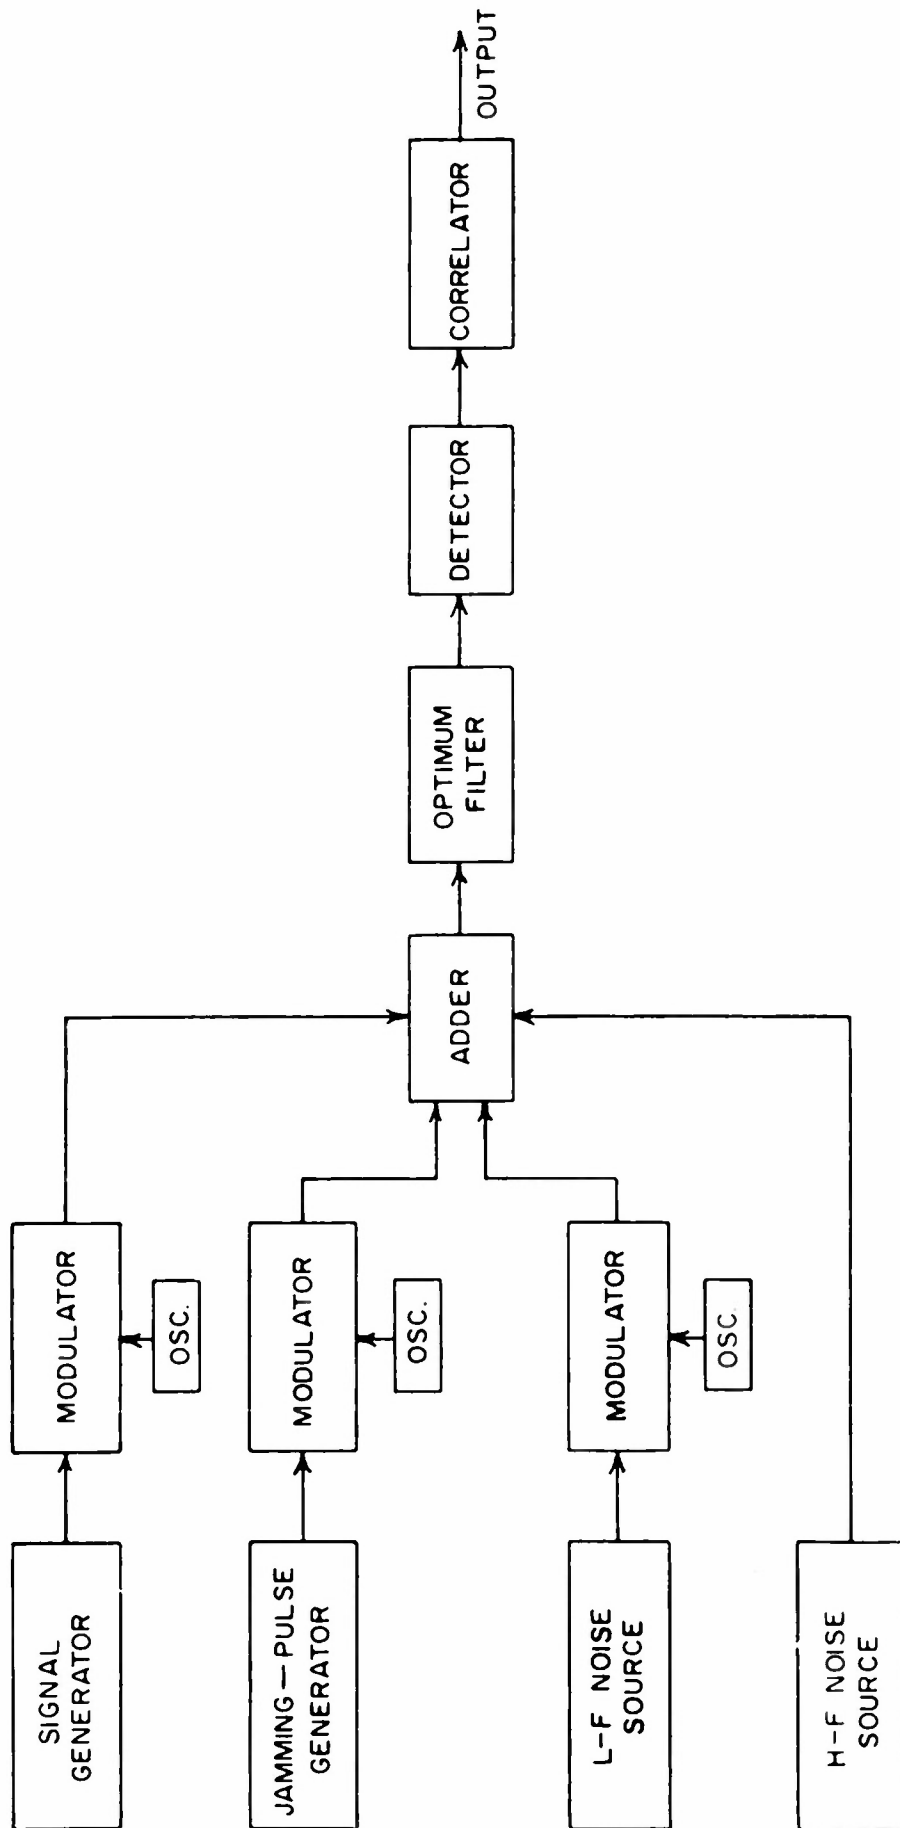 SIGNAL
GENERATOR
MODULATOR
OSC.
JAMMING—PULSE
GENERATOR
MODULATOR
OSC.
L-F NOISE
SOURCE
MODULATOR
OSC.
H-F NOISE
SOURCE
ADDER
OPTIMUM
FILTER
DETECTOR
CORRELATOR
OUTPUT